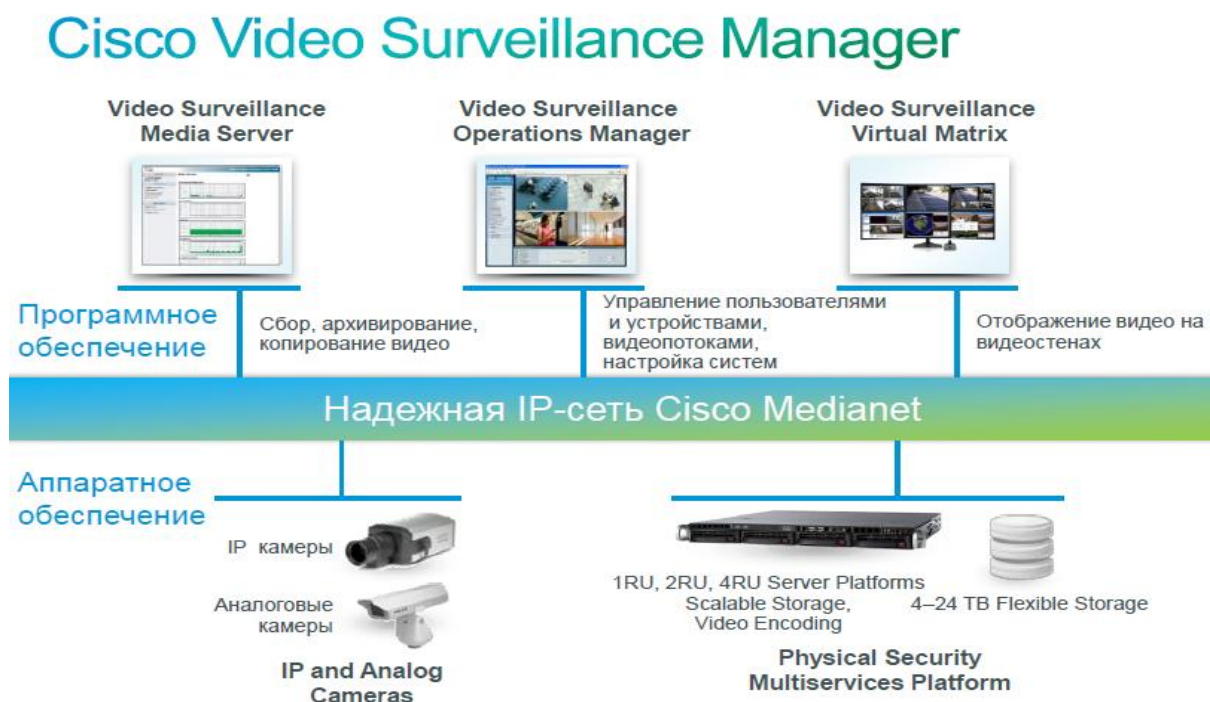 Cisco Video Surveillance Manager
Video Surveillance
Media Server
Video Surveillance
Operations Manager
Video Surveillance
Virtual Matrix
Программное
обеспечение
Сбор, архивирование,
копирование видео
Управление пользователями
и устройствами,
видеопотоками,
настройка систем
Отображение видео на
видеостенах
Надежная IP-сеть Cisco Medianet
Аппаратное
обеспечение
IP камеры
Аналоговые
камеры
IP and Analog
Cameras
1RU, 2RU, 4RU Server Platforms
Scalable Storage,
Video Encoding
4–24 TB Flexible Storage
Physical Security
Multiservices Platform